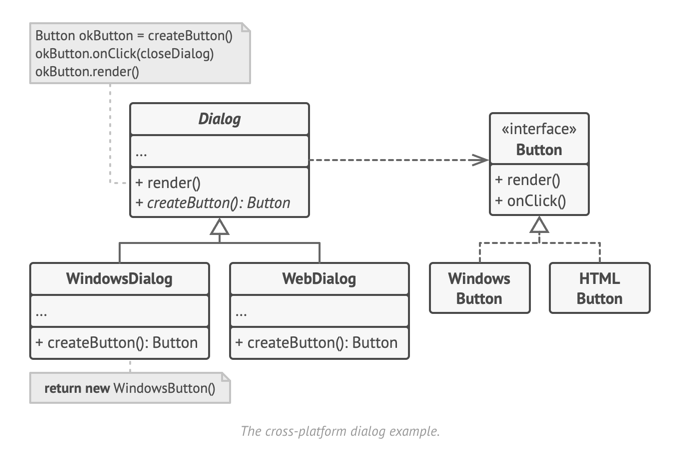 Button okButton = createButton()
okButton.onClick(closeDialog)
okButton.render()
Dialog
...
+ render()
+ createButton(): Button
«interface»
Button
+ render()
+ onClick()
WindowsDialog
...
+ createButton(): Button
WebDialog
...
+ createButton(): Button
Windows
Button
HTML
Button
return new WindowsButton()
The cross-platform dialog example.